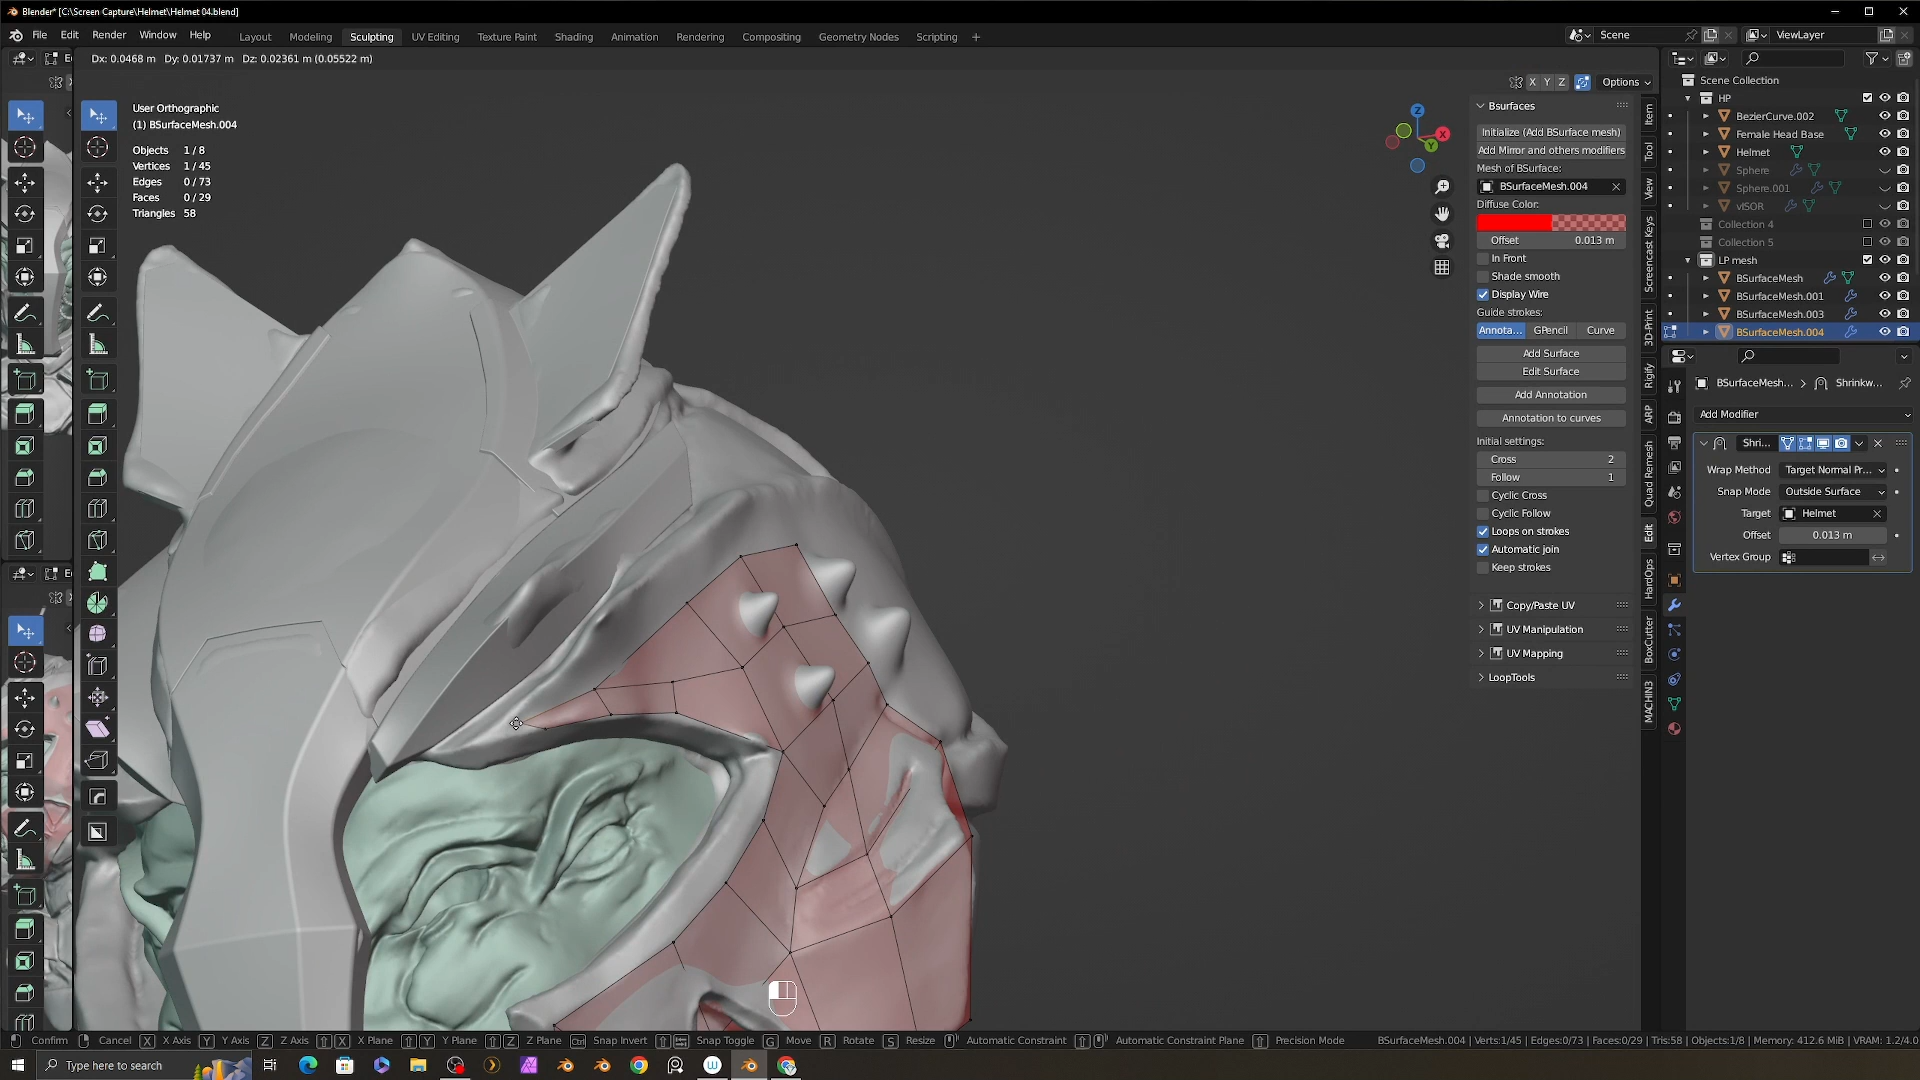 Blender* [C:\Screen Capture\Helmet\Helmet 04.blend]
File Edit Render Window Help
Layout Modeling Sculpting UV Editing Texture Paint Shading Animation Rendering Compositing Geometry Nodes Scripting +
Scene
ViewLayer
Dx: 0.0468 m Dy: 0.01737 m Dz: 0.02361 m (0.05522 m)
X Y Z Options
User Orthographic
(1) BSurfaceMesh.004
Objects 1 / 8
Vertices 1 / 45
Edges 0 / 73
Faces 0 / 29
Triangles 58
Z
X
Y
Bsurfaces
Initialize (Add BSurface mesh)
Add Mirror and others modifiers
Mesh of BSurface:
BSurfaceMesh.004
Diffuse Color:
Offset 0.013 m
In Front
Shade smooth
Display Wire
Guide strokes:
Annota... GPencil Curve
Add Surface
Edit Surface
Add Annotation
Annotation to curves
Initial settings:
Cross 2
Follow 1
Cyclic Cross
Cyclic Follow
Loops on strokes
Automatic join
Keep strokes
Copy/Paste UV
UV Manipulation
UV Mapping
LoopTools
Item
Tool
View
Screencast Keys
3D-Print
Rigify
ARP
Quad Remesh
Edit
HardOps
BoxCutter
MACHIN3
Scene Collection
HP
BezierCurve.002
Female Head Base
Helmet
Sphere
Sphere.001
vISOR
Collection 4
Collection 5
LP mesh
BSurfaceMesh
BSurfaceMesh.001
BSurfaceMesh.003
BSurfaceMesh.004
BSurfaceMesh... > Shrinkw...
Add Modifier
Shri...
Wrap Method Target Normal Pr...
Snap Mode Outside Surface
Target Helmet
Offset 0.013 m
Vertex Group
Confirm Cancel X X Axis Y Y Axis Z Z Axis X X Plane Y Y Plane Z Z Plane Ctrl Snap Invert Snap Toggle G Move R Rotate S Resize Automatic Constraint Automatic Constraint Plane Precision Mode
BSurfaceMesh.004 | Verts:1/45 | Edges:0/73 | Faces:0/29 | Tris:58 | Objects:1/8 | Memory: 412.6 MiB | VRAM: 1.2/4.0
Type here to search